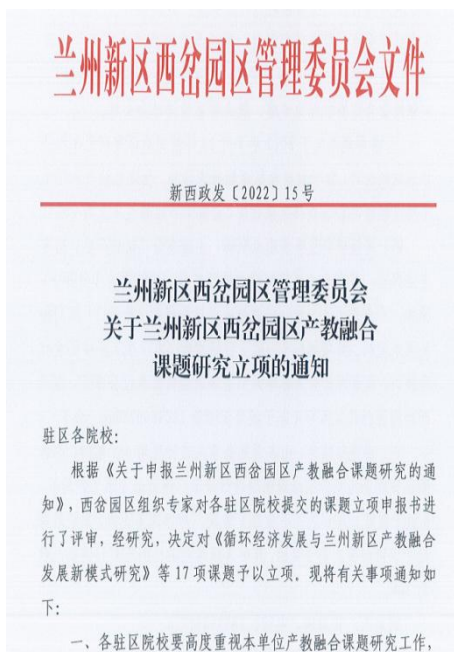 兰州新区西岔园区管理委员会文件
新西政发〔2022〕15号
兰州新区西岔园区管理委员会
关于兰州新区西岔园区产教融合
课题研究立项的通知
驻区各院校：
根据《关于申报兰州新区西岔园区产教融合课题研究的通
知》，西岔园区组织专家对各驻区院校提交的课题立项申报书进
行了评审，经研究，决定对《循环经济发展与兰州新区产教融合
发展新模式研究》等17项课题予以立项。现将有关事项通知如
下：
一、各驻区院校要高度重视本单位产教融合课题研究工作，